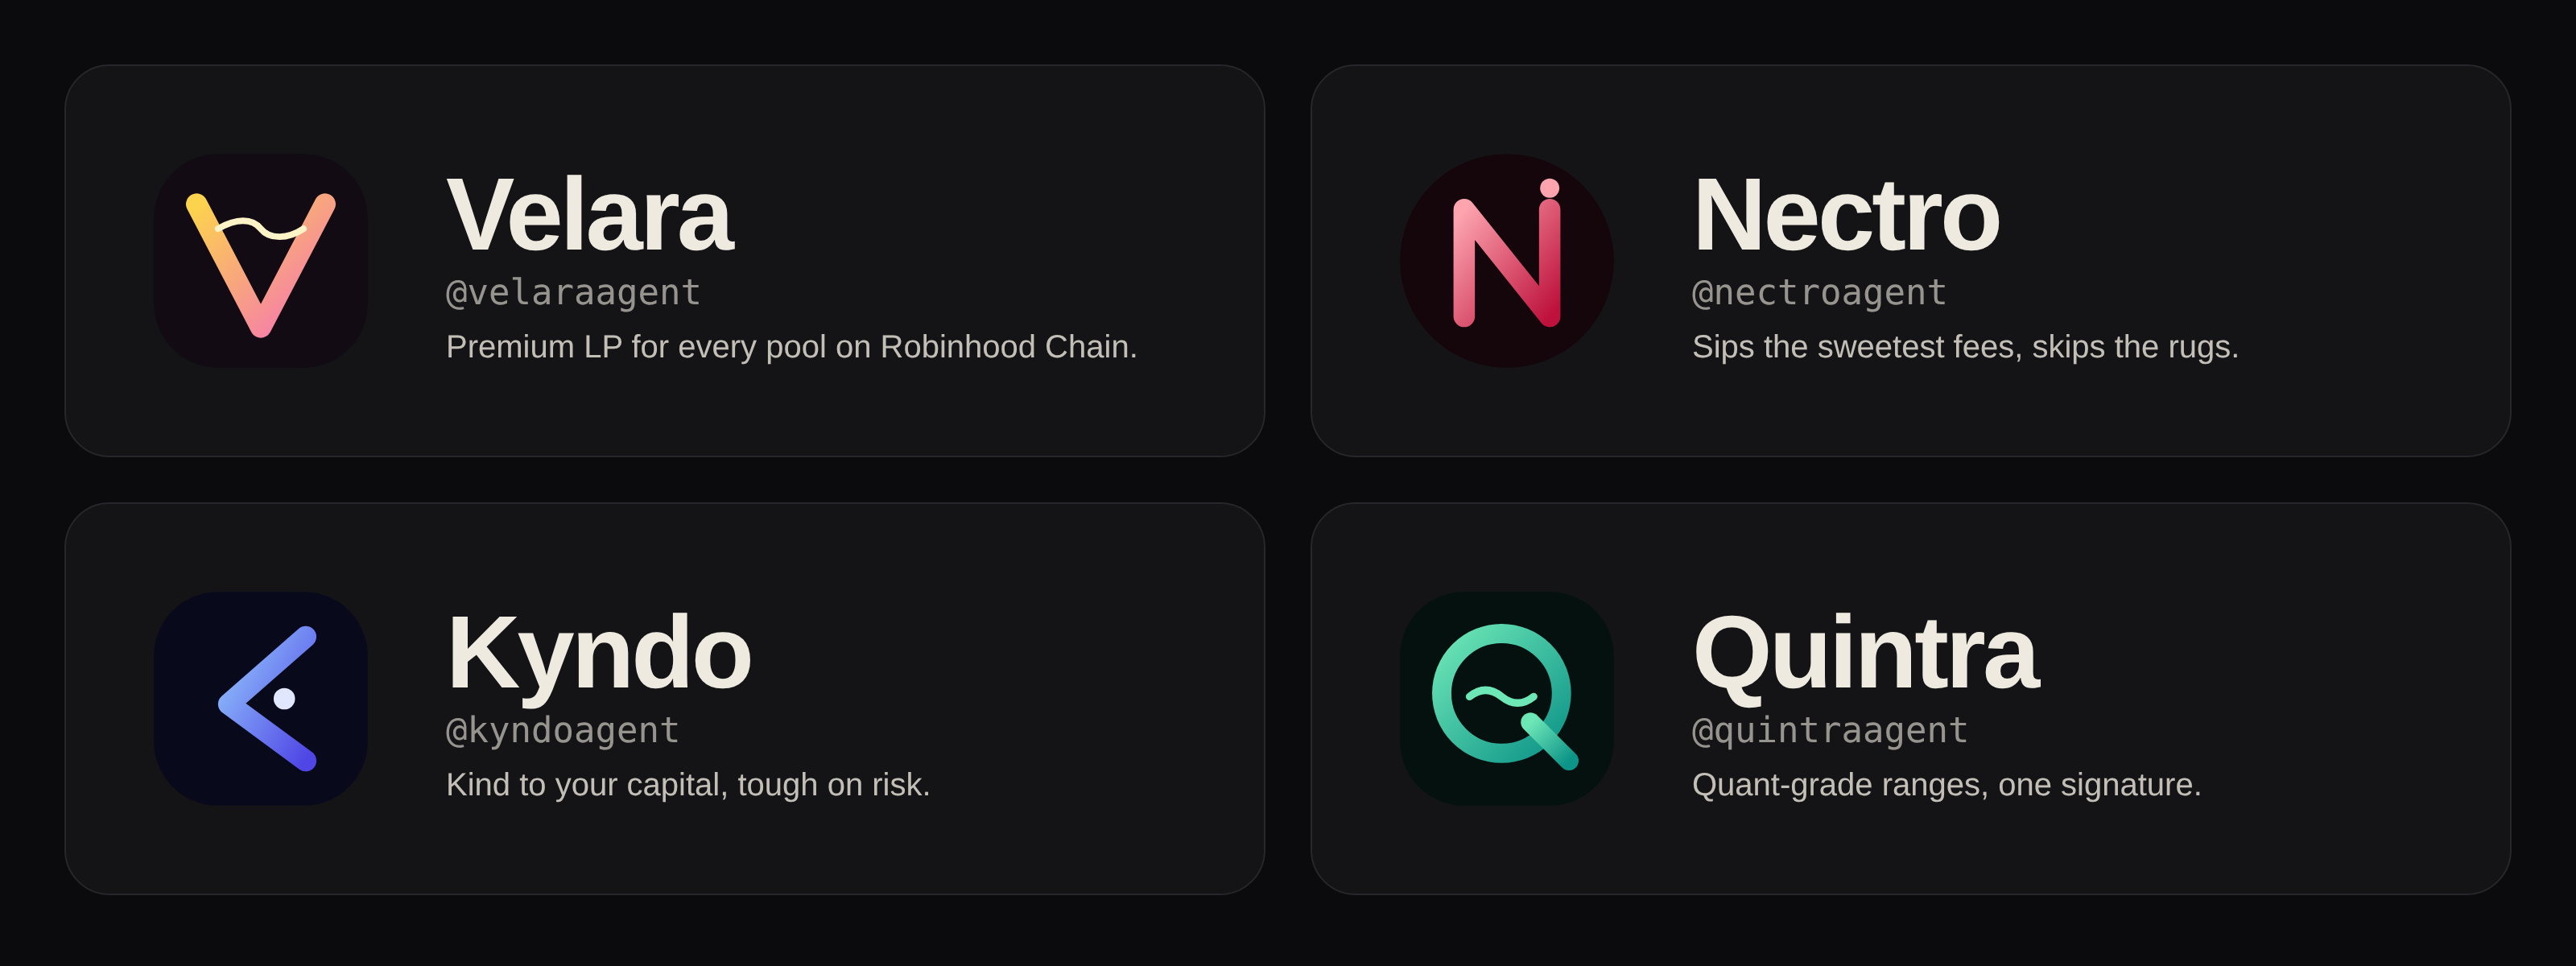 Velara
@velaraagent
Premium LP for every pool on Robinhood Chain.
Nectro
@nectroagent
Sips the sweetest fees, skips the rugs.
Kyndo
@kyndoagent
Kind to your capital, tough on risk.
Quintra
@quintraagent
Quant-grade ranges, one signature.